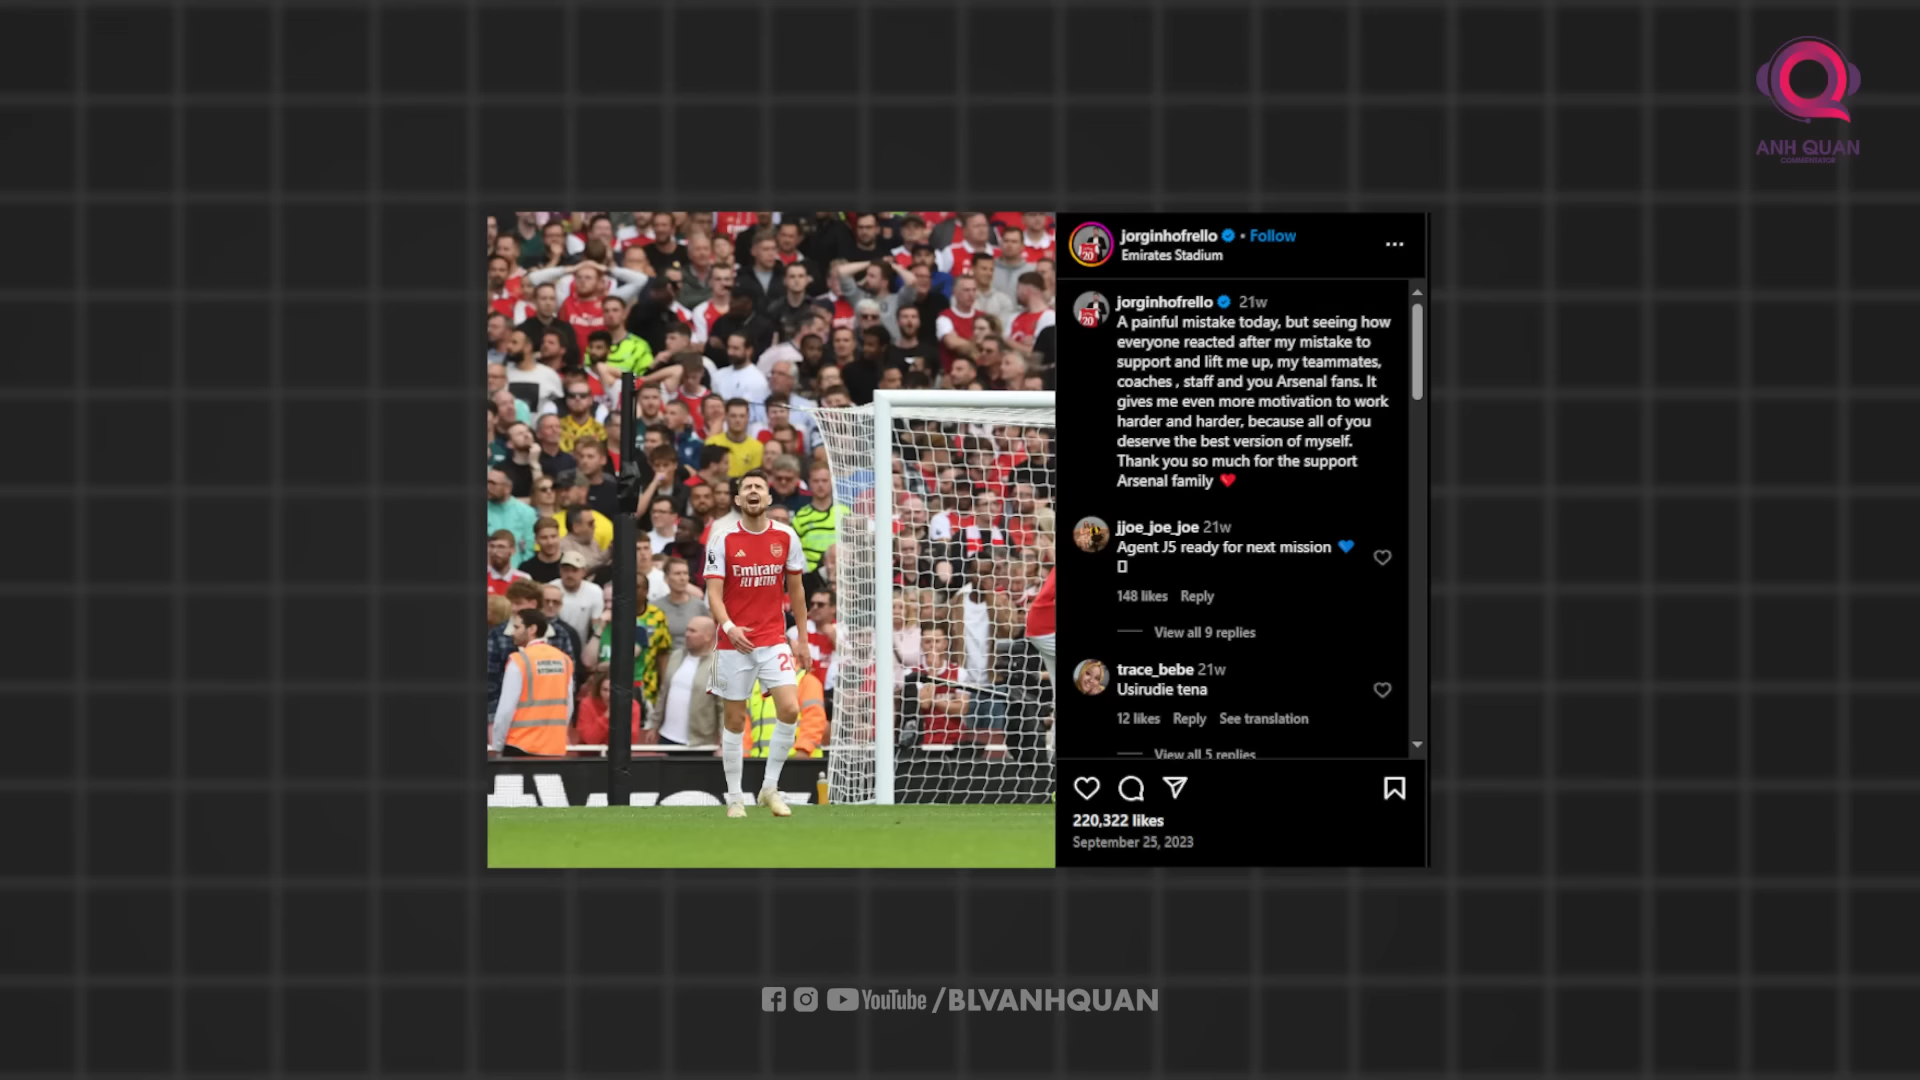 ANH QUAN
COMMENTATOR
jorginhofrello • Follow
Emirates Stadium
jorginhofrello 21w
A painful mistake today, but seeing how
everyone reacted after my mistake to
support and lift me up, my teammates,
coaches , staff and you Arsenal fans. It
gives me even more motivation to work
harder and harder, because all of you
deserve the best version of myself.
Thank you so much for the support
Arsenal family
jjoe_joe_joe 21w
Agent J5 ready for next mission
148 likes Reply
View all 9 replies
trace_bebe 21w
Usirudie tena
12 likes Reply See translation
View all 5 replies
220,322 likes
September 25, 2023
Emirates
FLY BETTER
20
YouTube /BLVANHQUAN